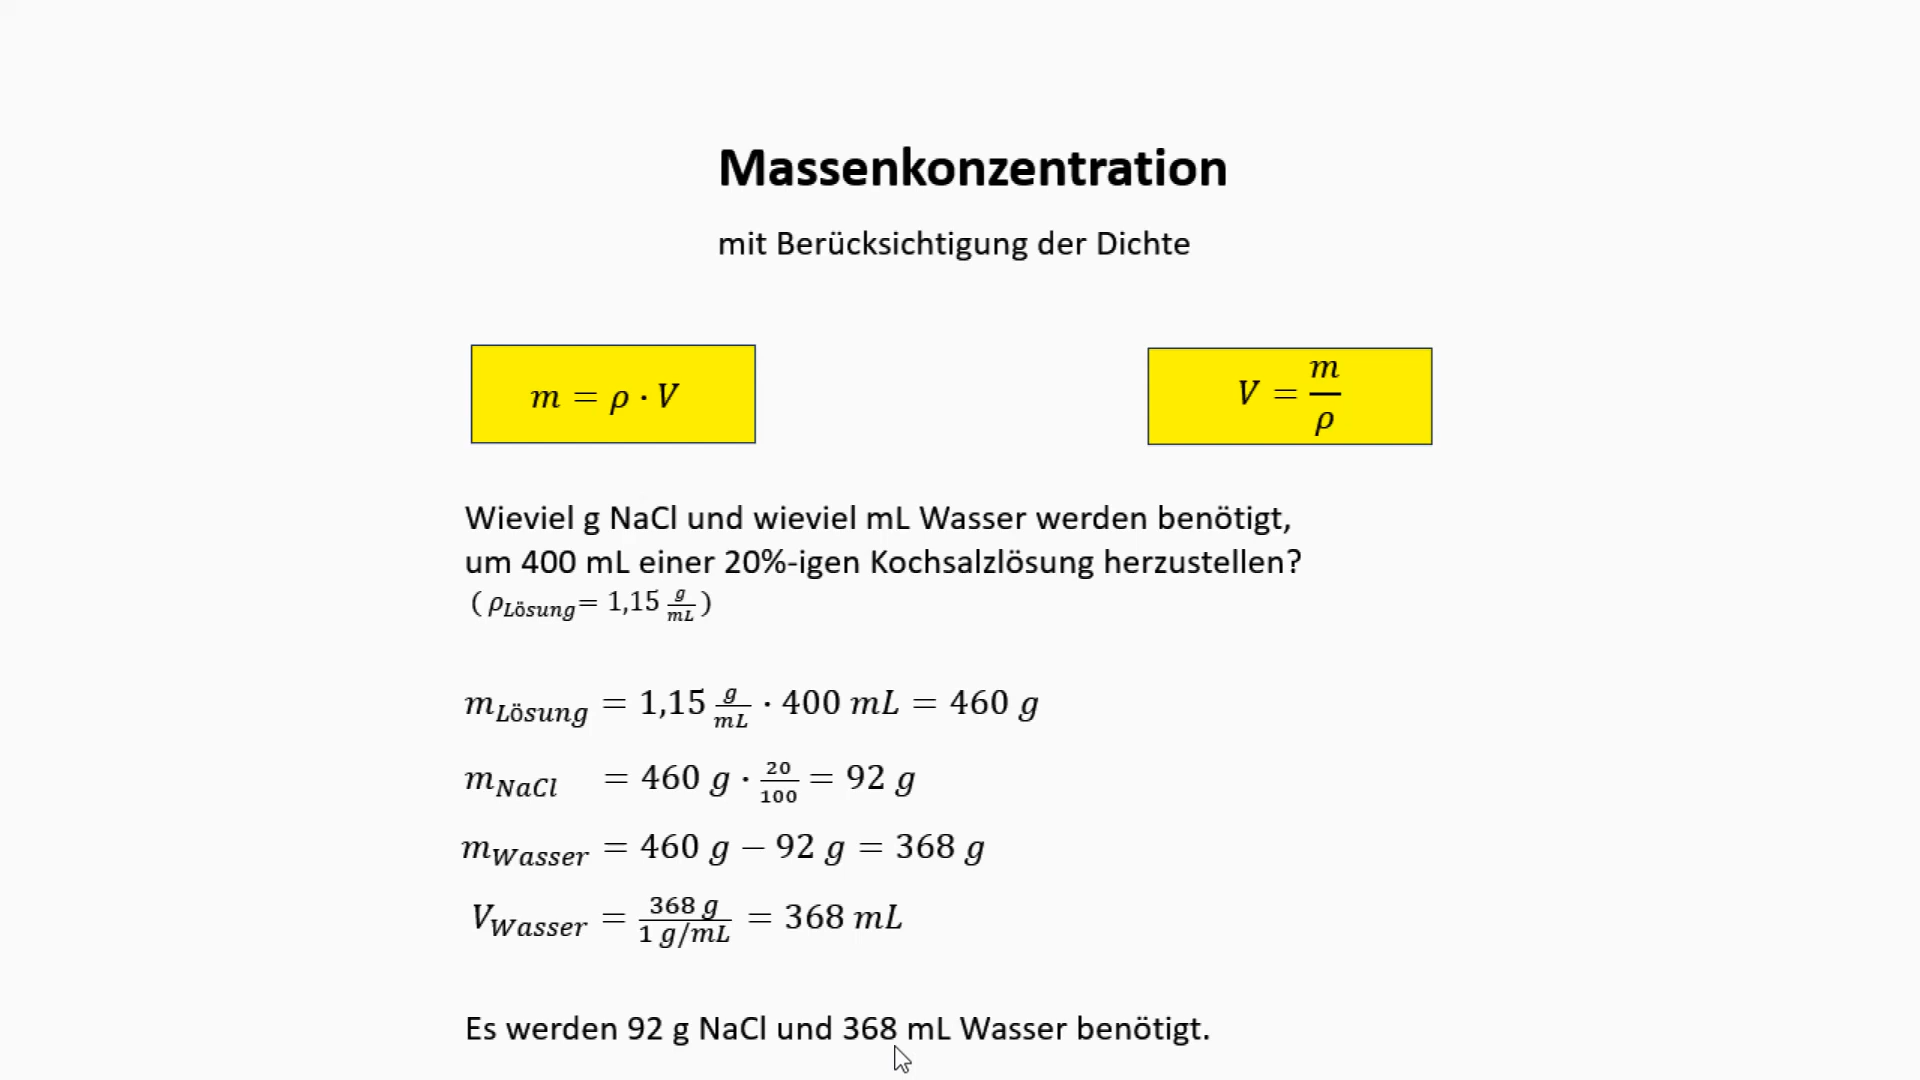 Massenkonzentration
mit Berücksichtigung der Dichte
m = ρ · V
V = m/ρ
Wieviel g NaCl und wieviel mL Wasser werden benötigt,
um 400 mL einer 20%-igen Kochsalzlösung herzustellen?
( ρLösung= 1,15 g/mL )
mLösung = 1,15 g/mL · 400 mL = 460 g
mNaCl = 460 g · 20/100 = 92 g
mWasser = 460 g − 92 g = 368 g
VWasser = 368 g/1 g/mL = 368 mL
Es werden 92 g NaCl und 368 mL Wasser benötigt.